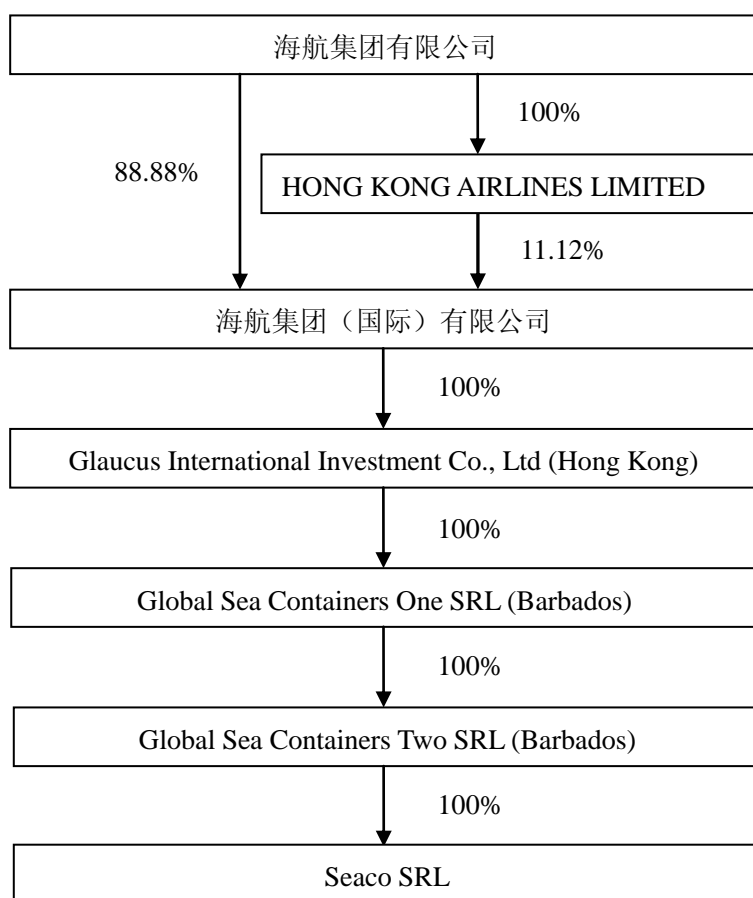 海航集团有限公司
100%
88.88%
HONG KONG AIRLINES LIMITED
11.12%
海航集团（国际）有限公司
100%
Glaucus International Investment Co., Ltd (Hong Kong)
100%
Global Sea Containers One SRL (Barbados)
100%
Global Sea Containers Two SRL (Barbados)
100%
Seaco SRL